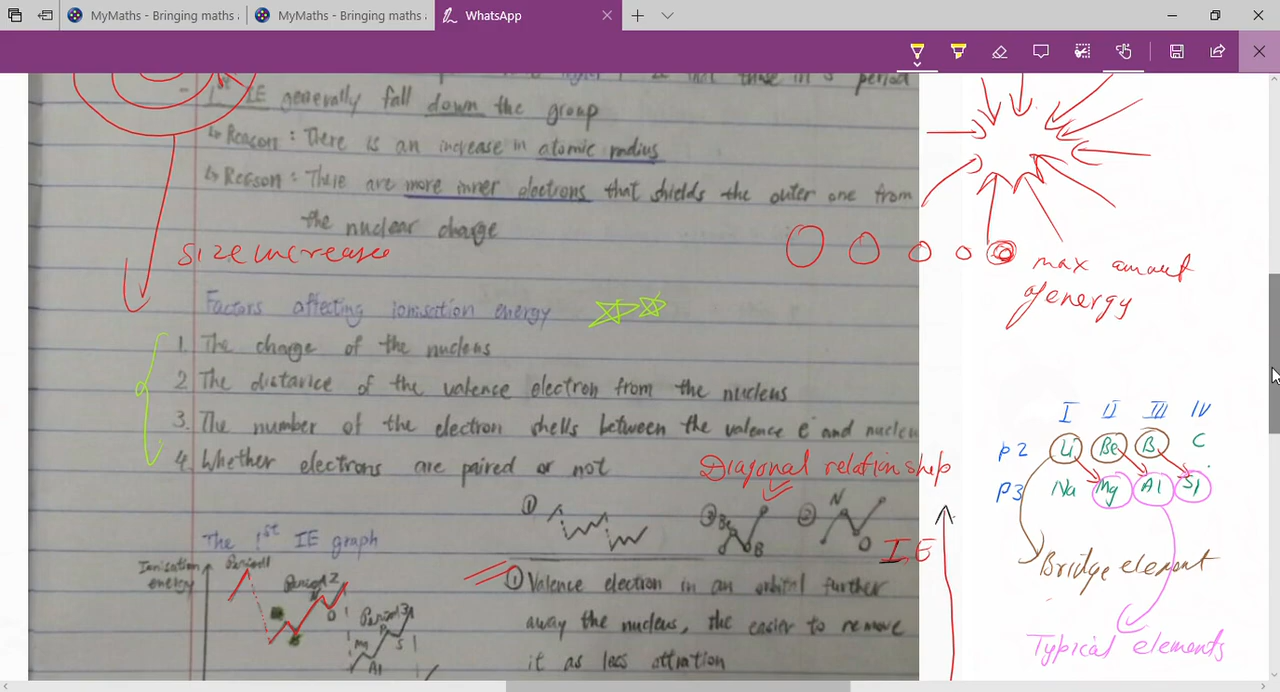 MyMaths - Bringing maths
MyMaths - Bringing maths
WhatsApp
period
1st IE generally fall down the group
Reason : There is an increase in atomic radius
Reason : There are more inner electrons that shields the outer one from
the nuclear charge
Size increase
max amount
of energy
Factors affecting ionisation energy
1. The charge of the nucleus
2. The distance of the valence electron from the nucleus
3. The number of the electron shells between the valence e and nucleu
4. Whether electrons are paired or not
Diagonal relationship
I II III IV
P2 Li Be B C
P3 Na Mg Al Si
Bridge element
Typical elements
① ③ Be B ② N O
IE
The 1st IE graph
Ionisation
energy
Period 1
Period 2
O
Period 3
Mg P S
Al
① Valence electron in an orbital further
away the nucleus, the easier to remove
it as less attration